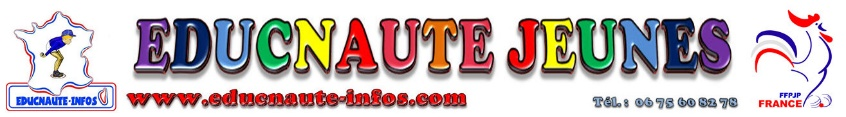 EDUCNAUTE JEUNES
EDUCNAUTE-INFOS
www.educnaute-infos.com
Tél. : 06 75 60 82 78
FFPJP
FRANCE